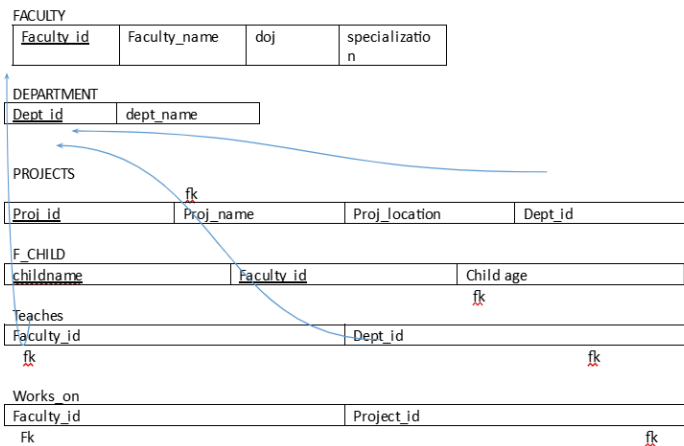 FACULTY
Faculty_id Faculty_name doj specializatio
n
DEPARTMENT
Dept_id dept_name
PROJECTS
fk
Proj_id Proj_name Proj_location Dept_id
F_CHILD
childname Faculty_id Child age
fk
Teaches
Faculty_id Dept_id
fk fk
Works_on
Faculty_id Project_id
Fk fk